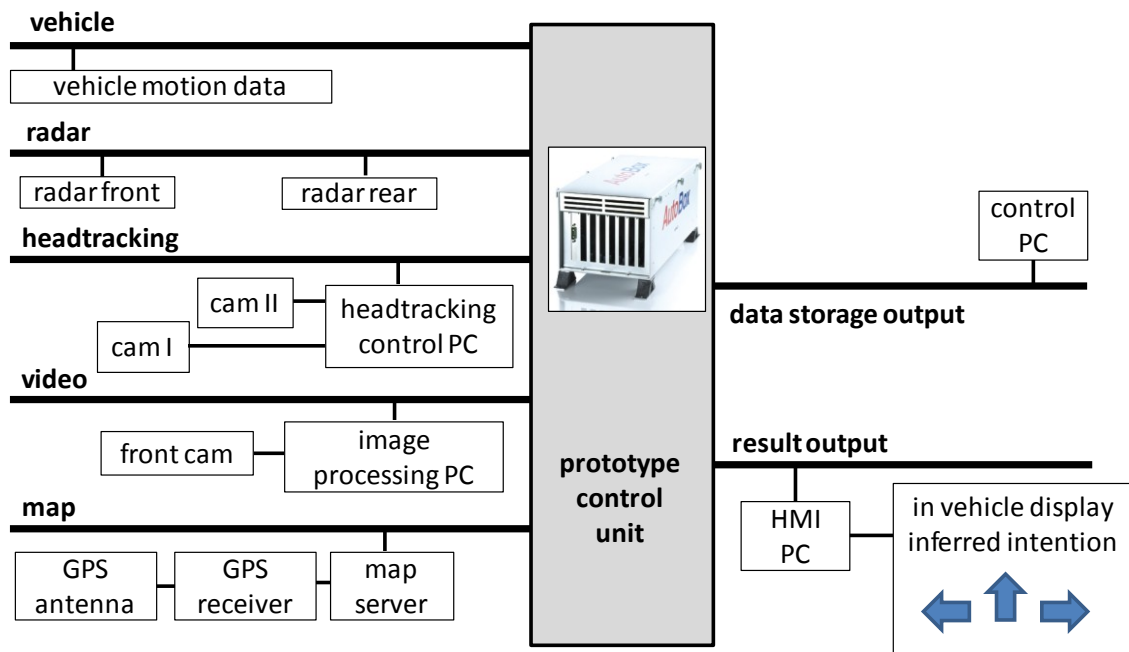 vehicle
vehicle motion data
radar
radar front
radar rear
headtracking
cam II
cam I
headtracking
control PC
video
front cam
image
processing PC
map
GPS
antenna
GPS
receiver
map
server
AutoBox
AutoBox
prototype
control
unit
control
PC
data storage output
result output
HMI
PC
in vehicle display
inferred intention